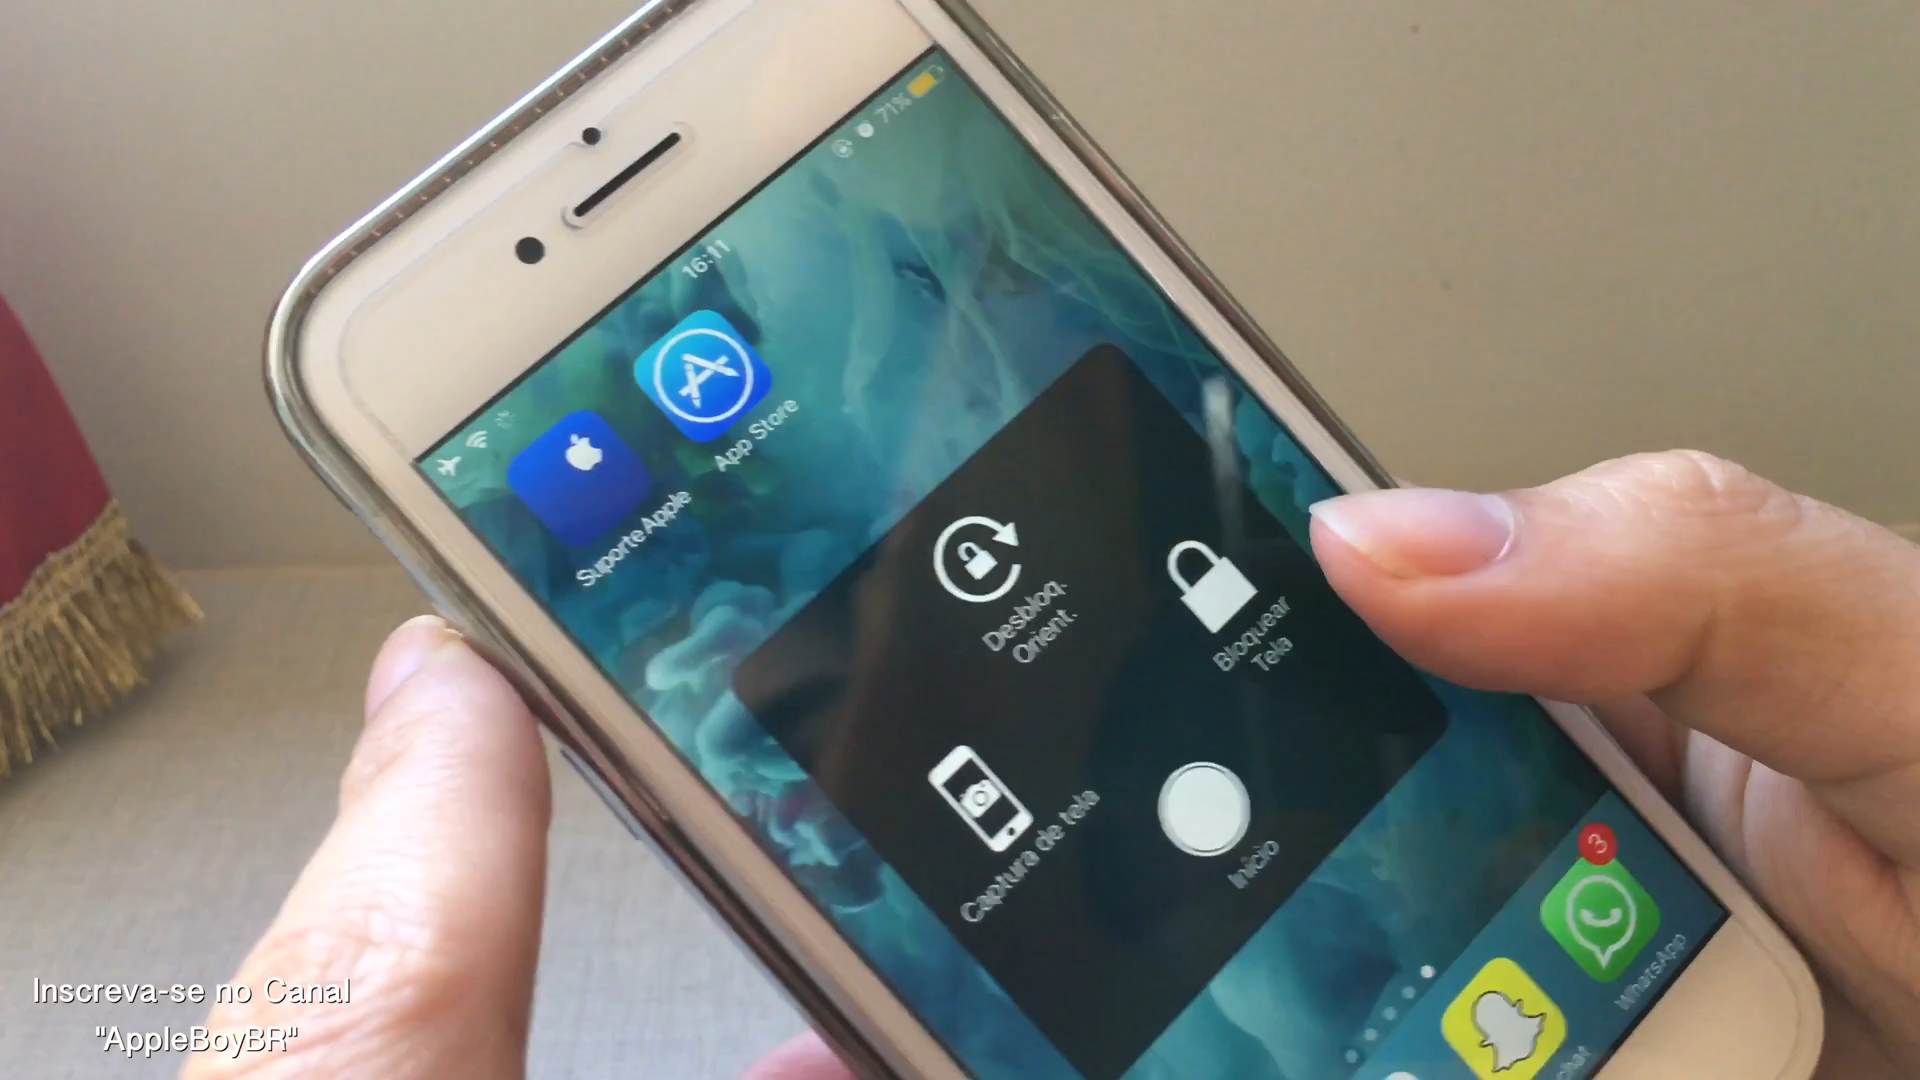 71%
16:11
App Store
Suporte Apple
Desbloq.
Orient.
Bloquear
Tela
Captura de tela
Início
3
WhatsApp
chat
Inscreva-se no Canal
"AppleBoyBR"